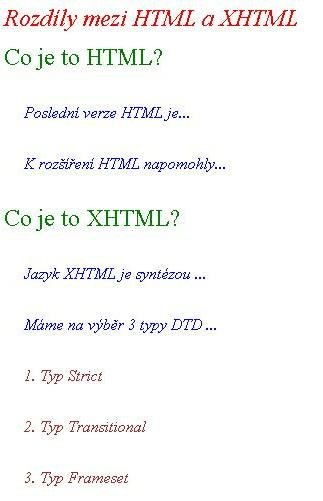 Rozdíly mezi HTML a XHTML
Co je to HTML?
Poslední verze HTML je...
K rozšíření HTML napomohly...
Co je to XHTML?
Jazyk XHTML je syntézou ...
Máme na výběr 3 typy DTD ...
1. Typ Strict
2. Typ Transitional
3. Typ Frameset